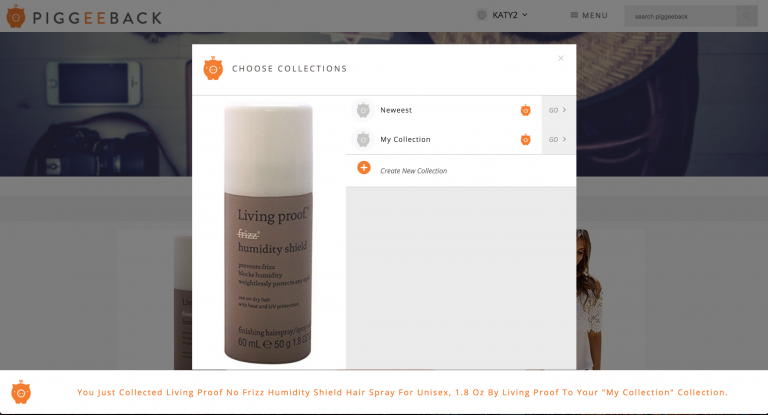 PIGGEEBACK
KATY2
MENU
search piggeeback
CHOOSE COLLECTIONS
×
Neweest
GO >
My Collection
GO >
Create New Collection
Living proof.
frizz
humidity shield
prevents frizz
blocks humidity
weightlessly protects any style
use on dry hair
with heat and UV protection
finishing hairspray/spray
60 mL ℮ 50 g 1.8 OZ
You Just Collected Living Proof No Frizz Humidity Shield Hair Spray For Unisex, 1.8 Oz By Living Proof To Your "My Collection" Collection.